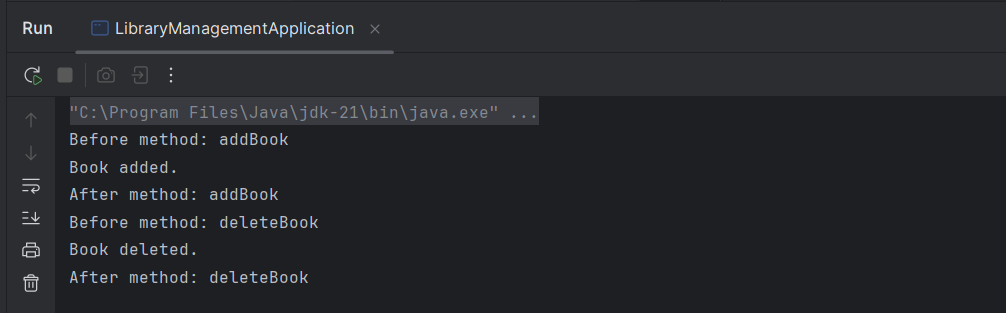 Run LibraryManagementApplication
"C:\Program Files\Java\jdk-21\bin\java.exe" ...
Before method: addBook
Book added.
After method: addBook
Before method: deleteBook
Book deleted.
After method: deleteBook